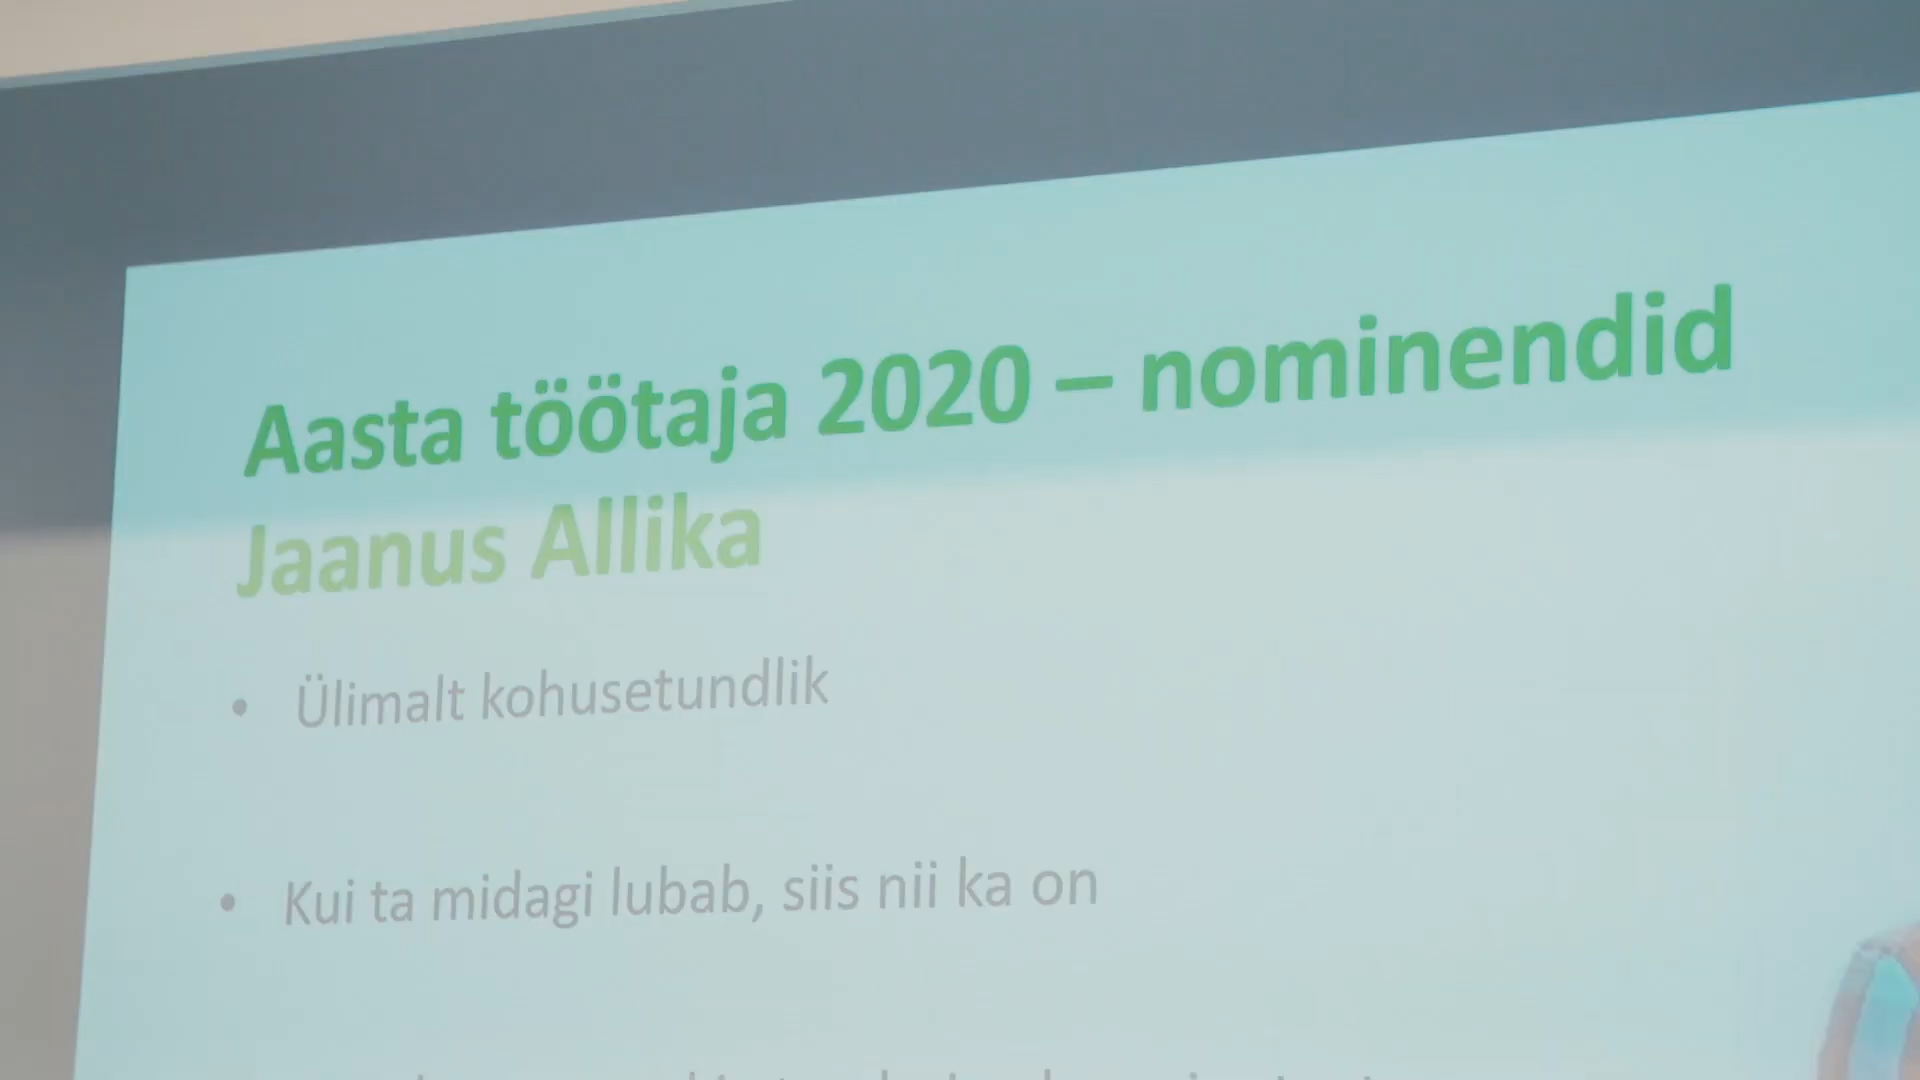 Aasta töötaja 2020 – nominendid
Jaanus Allika
• Ülimalt kohusetundlik
• Kui ta midagi lubab, siis nii ka on